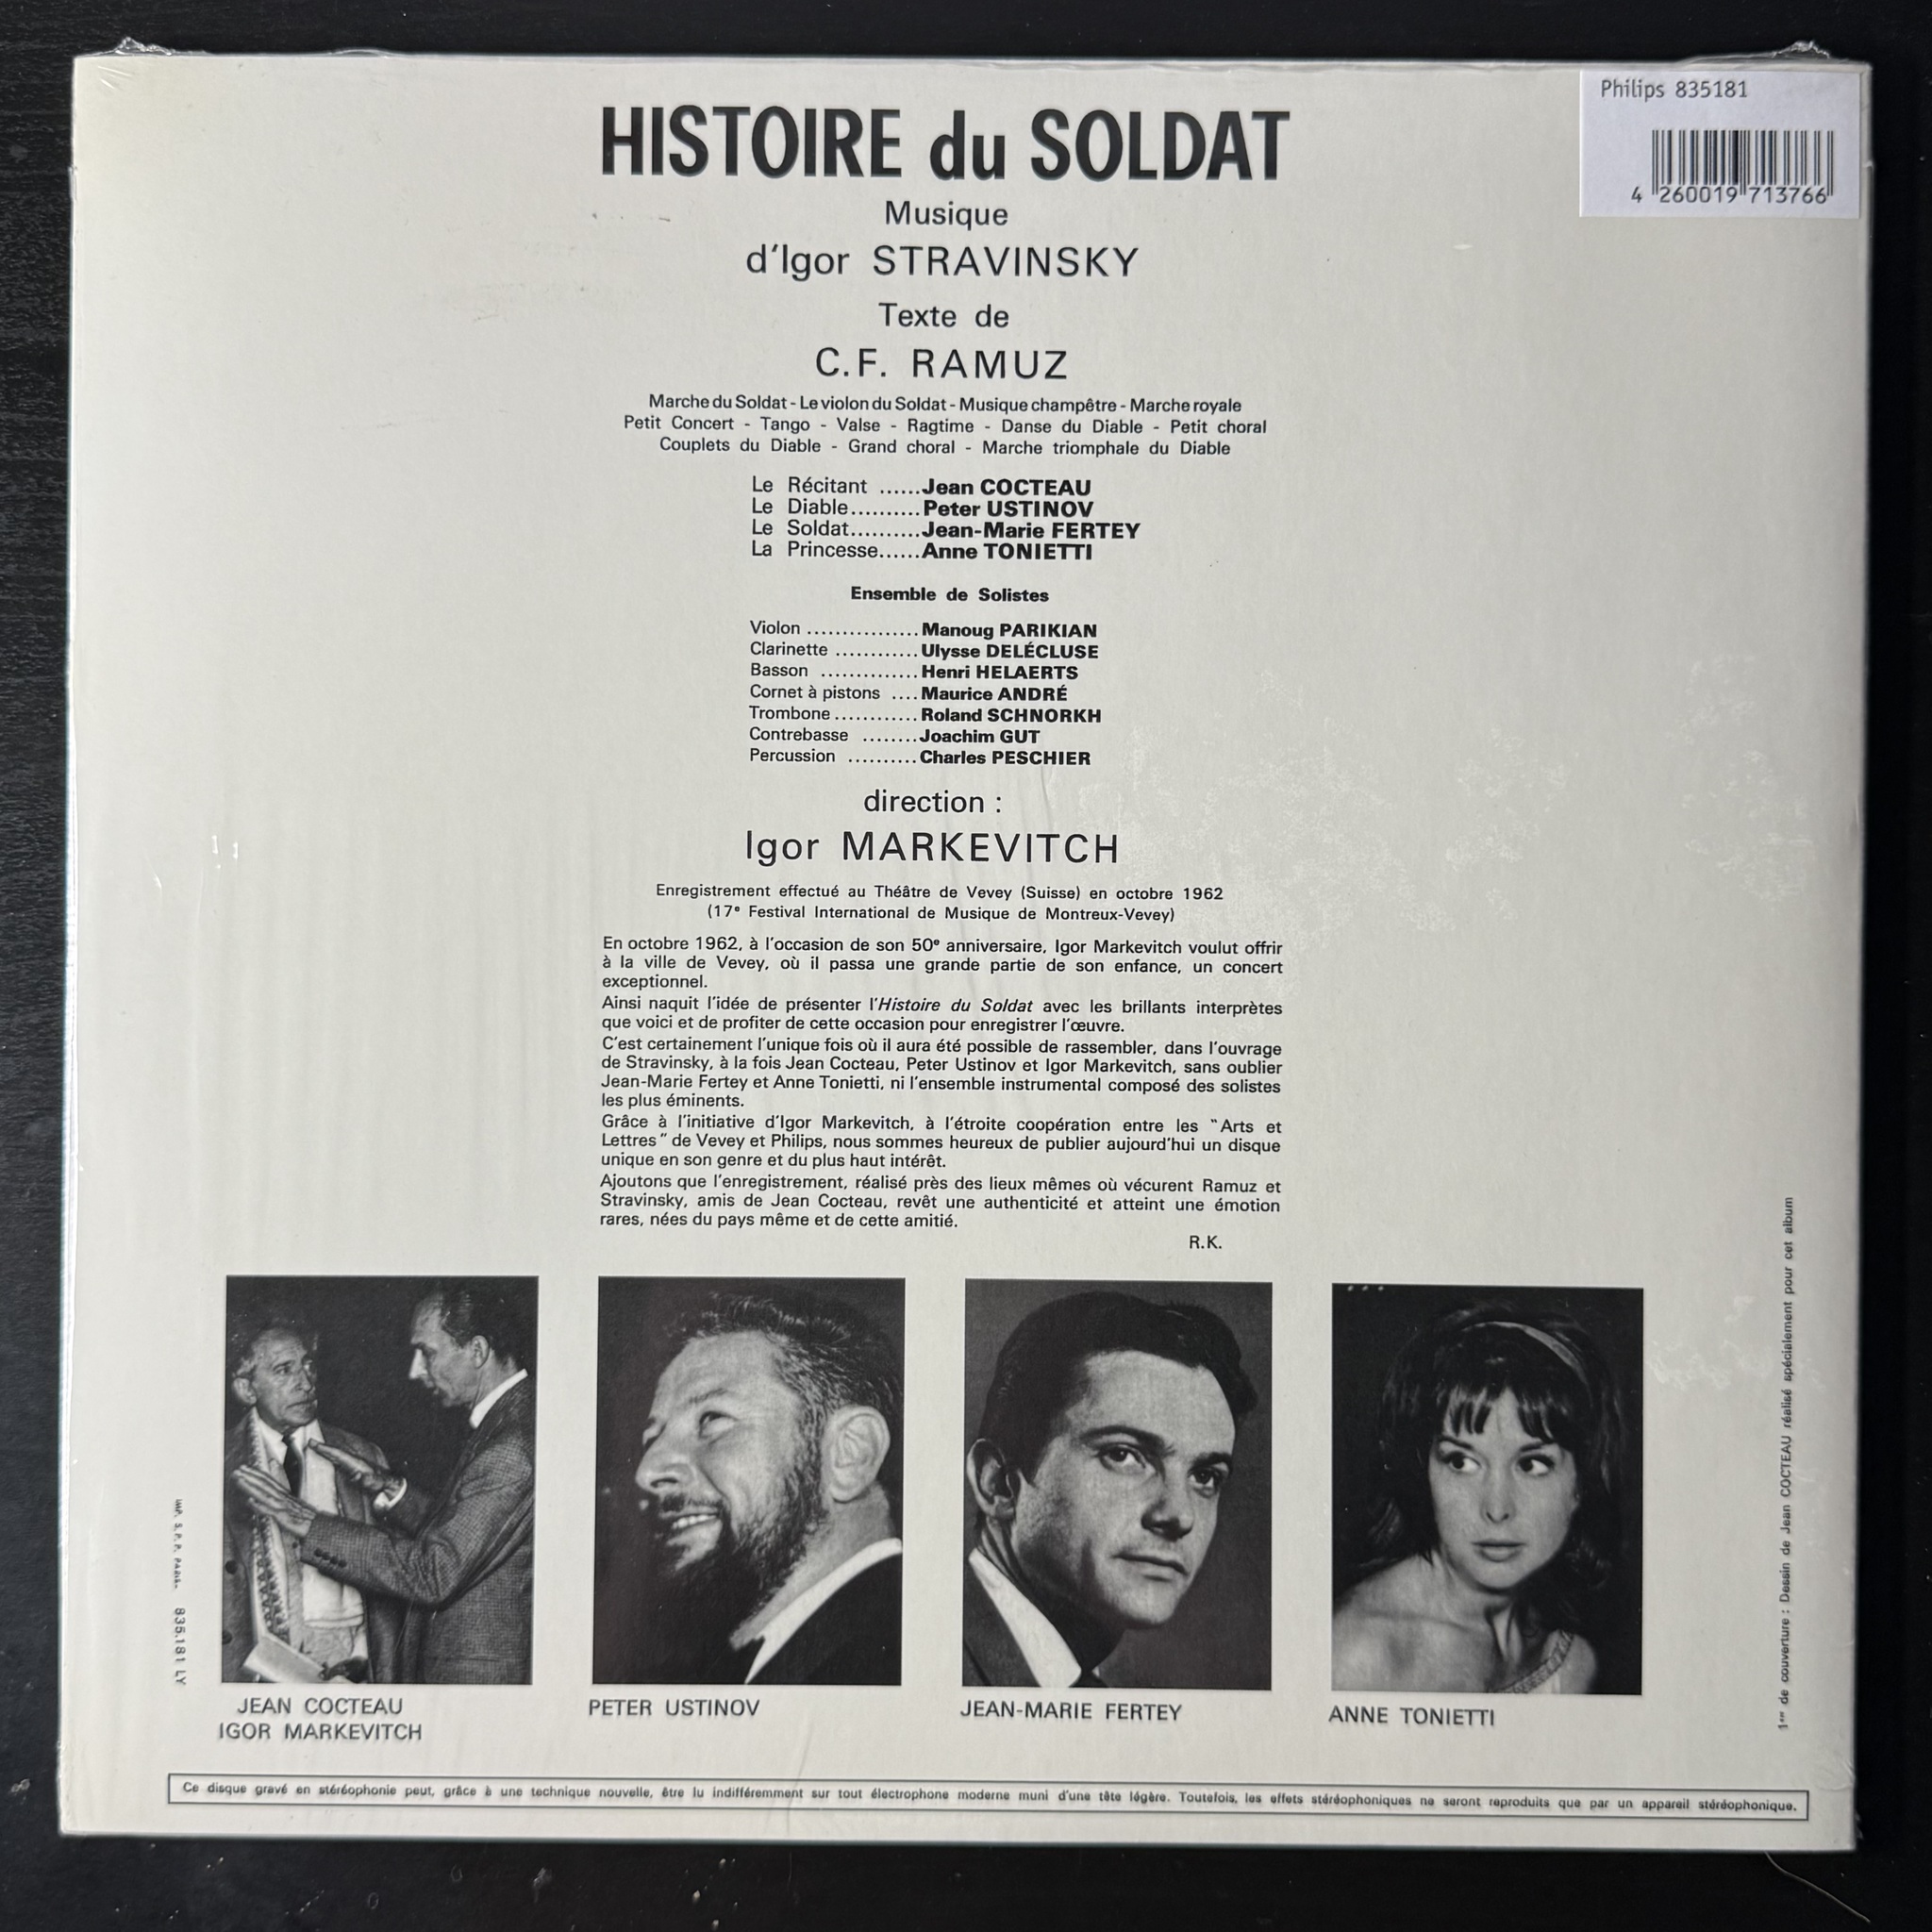 Philips 835181
4 260019 713766
HISTOIRE du SOLDAT
Musique
d'Igor STRAVINSKY
Texte de
C.F. RAMUZ
Marche du Soldat - Le violon du Soldat - Musique champêtre - Marche royale
Petit Concert - Tango - Valse - Ragtime - Danse du Diable - Petit choral
Couplets du Diable - Grand choral - Marche triomphale du Diable
Le Récitant ......Jean COCTEAU
Le Diable..........Peter USTINOV
Le Soldat..........Jean-Marie FERTEY
La Princesse......Anne TONIETTI
Ensemble de Solistes
Violon ................Manoug PARIKIAN
Clarinette ............Ulysse DELÉCLUSE
Basson ..............Henri HELAERTS
Cornet à pistons ....Maurice ANDRÉ
Trombone............Roland SCHNORKH
Contrebasse ........Joachim GUT
Percussion ..........Charles PESCHIER
direction :
Igor MARKEVITCH
Enregistrement effectué au Théâtre de Vevey (Suisse) en octobre 1962
(17e Festival International de Musique de Montreux-Vevey)
En octobre 1962, à l'occasion de son 50e anniversaire, Igor Markevitch voulut offrir
à la ville de Vevey, où il passa une grande partie de son enfance, un concert
exceptionnel.
Ainsi naquit l'idée de présenter l'Histoire du Soldat avec les brillants interprètes
que voici et de profiter de cette occasion pour enregistrer l'œuvre.
C'est certainement l'unique fois où il aura été possible de rassembler, dans l'ouvrage
de Stravinsky, à la fois Jean Cocteau, Peter Ustinov et Igor Markevitch, sans oublier
Jean-Marie Fertey et Anne Tonietti, ni l'ensemble instrumental composé des solistes
les plus éminents.
Grâce à l'initiative d'Igor Markevitch, à l'étroite coopération entre les "Arts et
Lettres" de Vevey et Philips, nous sommes heureux de publier aujourd'hui un disque
unique en son genre et du plus haut intérêt.
Ajoutons que l'enregistrement, réalisé près des lieux mêmes où vécurent Ramuz et
Stravinsky, amis de Jean Cocteau, revêt une authenticité et atteint une émotion
rares, nées du pays même et de cette amitié.
R.K.
JEAN COCTEAU
IGOR MARKEVITCH
PETER USTINOV
JEAN-MARIE FERTEY
ANNE TONIETTI
IMP. S.P.P. PARIS. 835.181 LY
1re de couverture : Dessin de Jean COCTEAU réalisé spécialement pour cet album
Ce disque gravé en stéréophonie peut, grâce à une technique nouvelle, être lu indifféremment sur tout électrophone moderne muni d'une tête légère. Toutefois, les effets stéréophoniques ne seront reproduits que par un appareil stéréophonique.